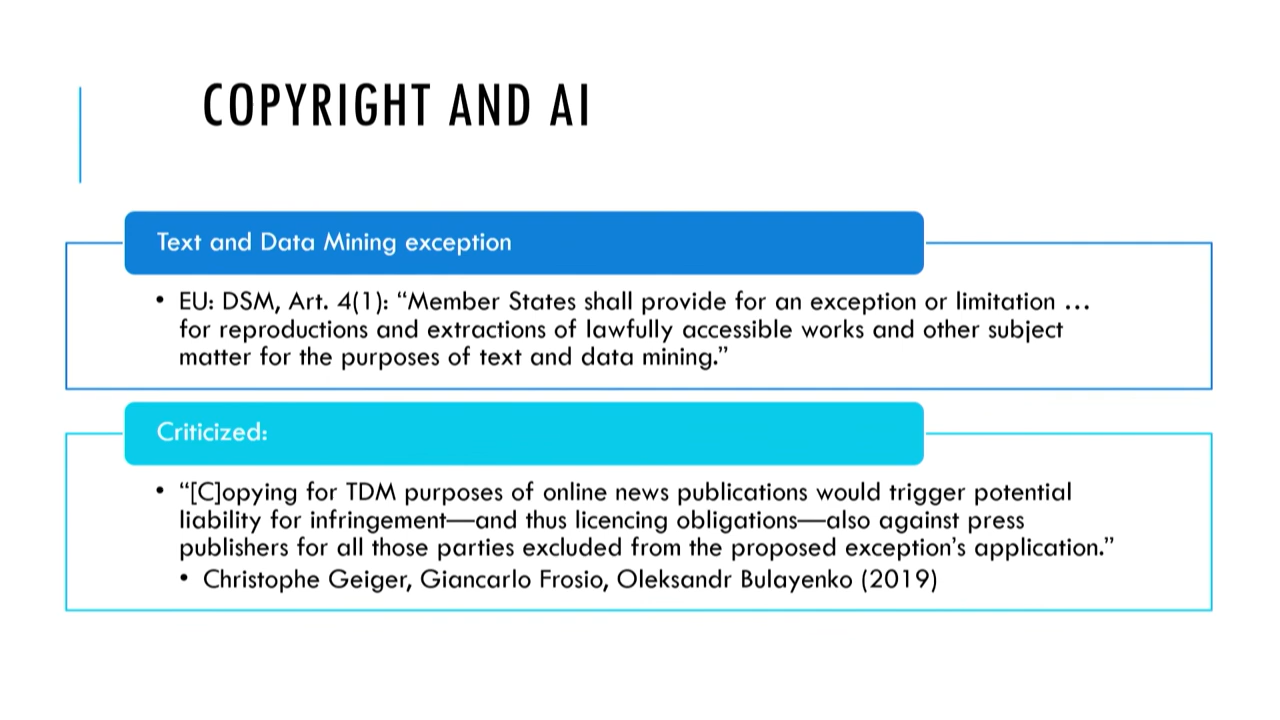 COPYRIGHT AND AI
Text and Data Mining exception
• EU: DSM, Art. 4(1): “Member States shall provide for an exception or limitation …
for reproductions and extractions of lawfully accessible works and other subject
matter for the purposes of text and data mining.”
Criticized:
• “[C]opying for TDM purposes of online news publications would trigger potential
liability for infringement—and thus licencing obligations—also against press
publishers for all those parties excluded from the proposed exception’s application.”
• Christophe Geiger, Giancarlo Frosio, Oleksandr Bulayenko (2019)